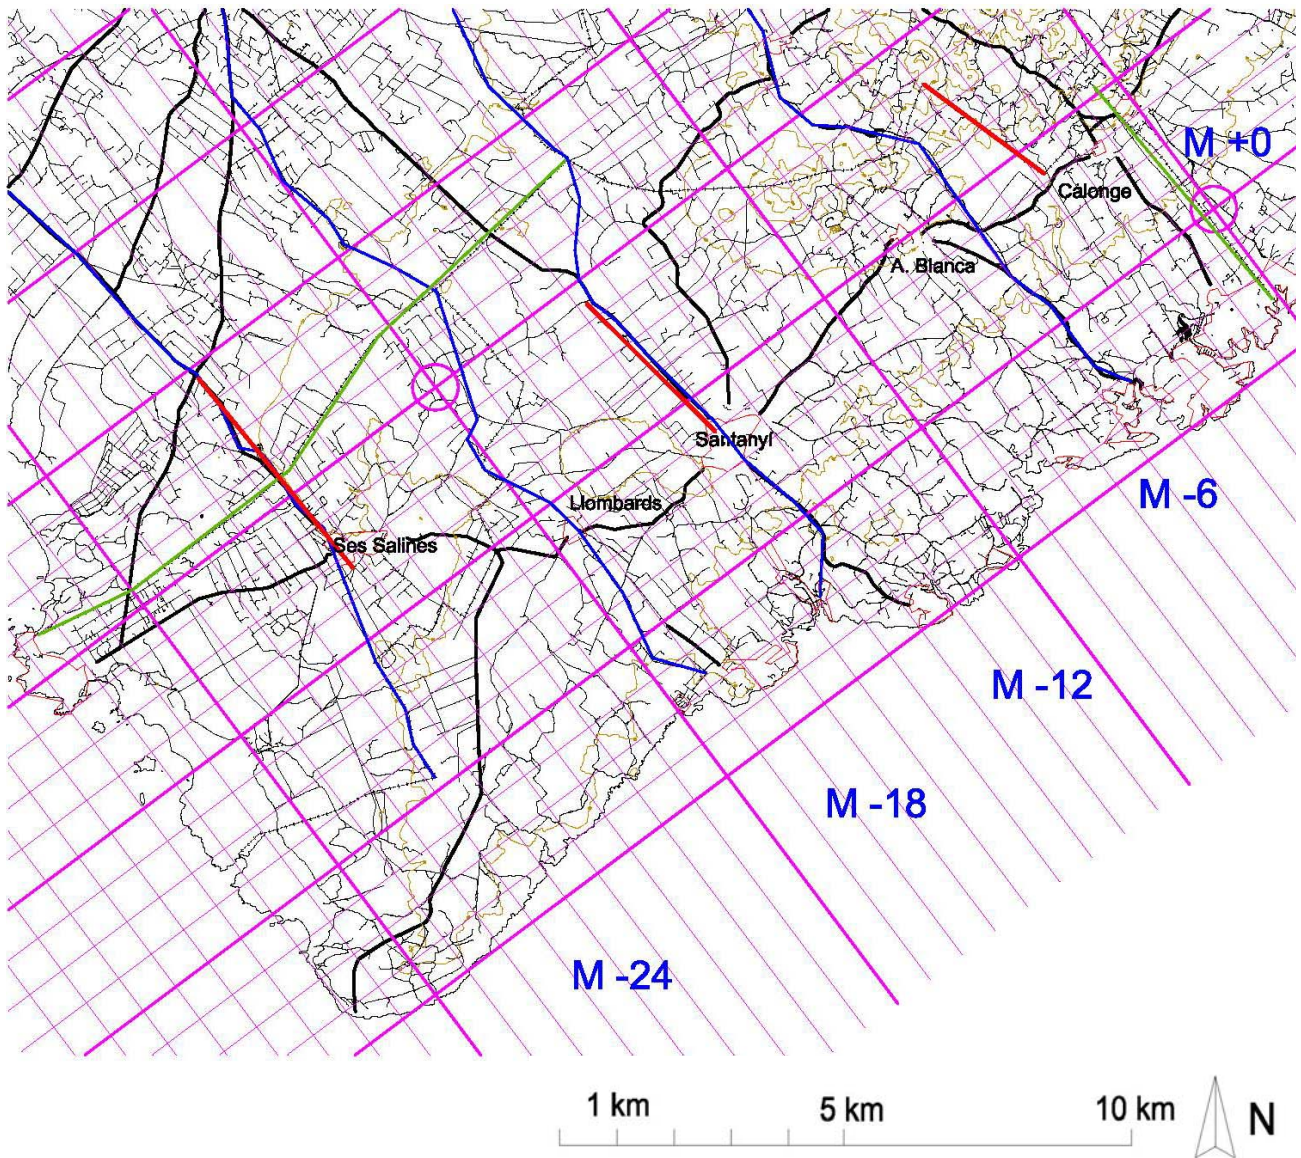 M +0
Calonge
A. Blanca
Santanyí
M -6
Llombards
Ses Salines
M -12
M -18
M -24
1 km 5 km 10 km N